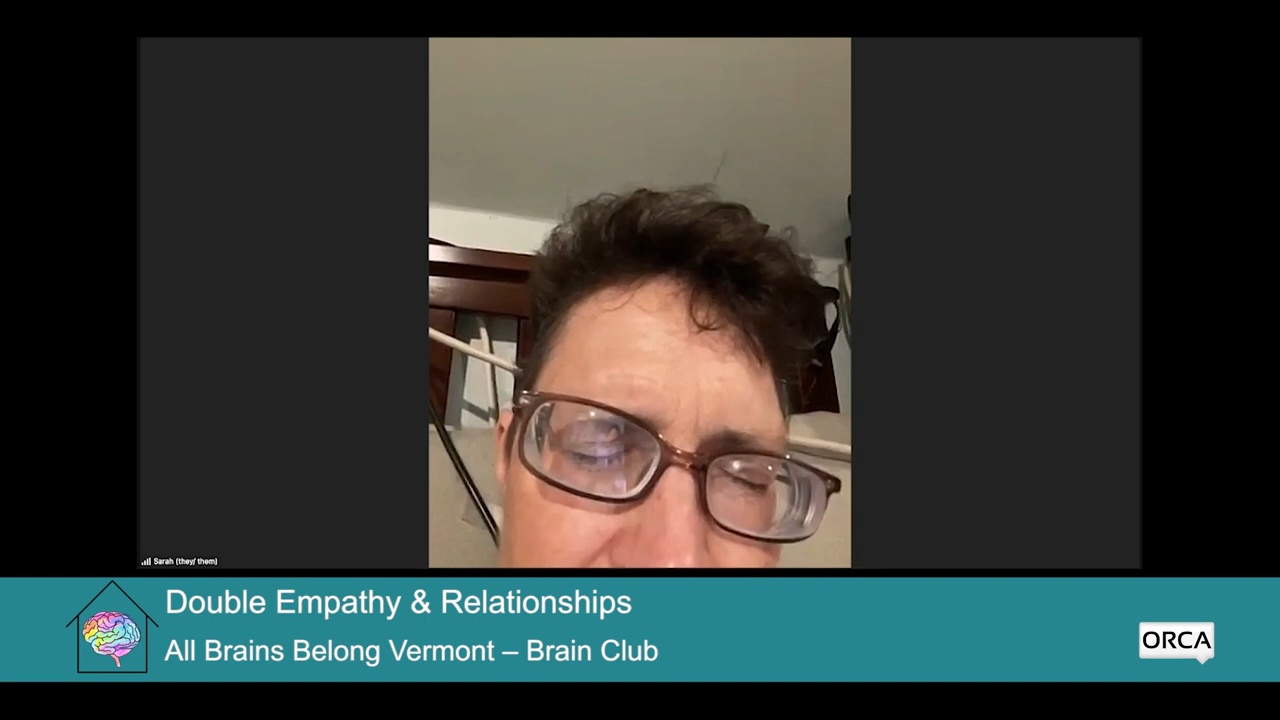 Sarah (they/ them)
Double Empathy & Relationships
All Brains Belong Vermont – Brain Club
ORCA